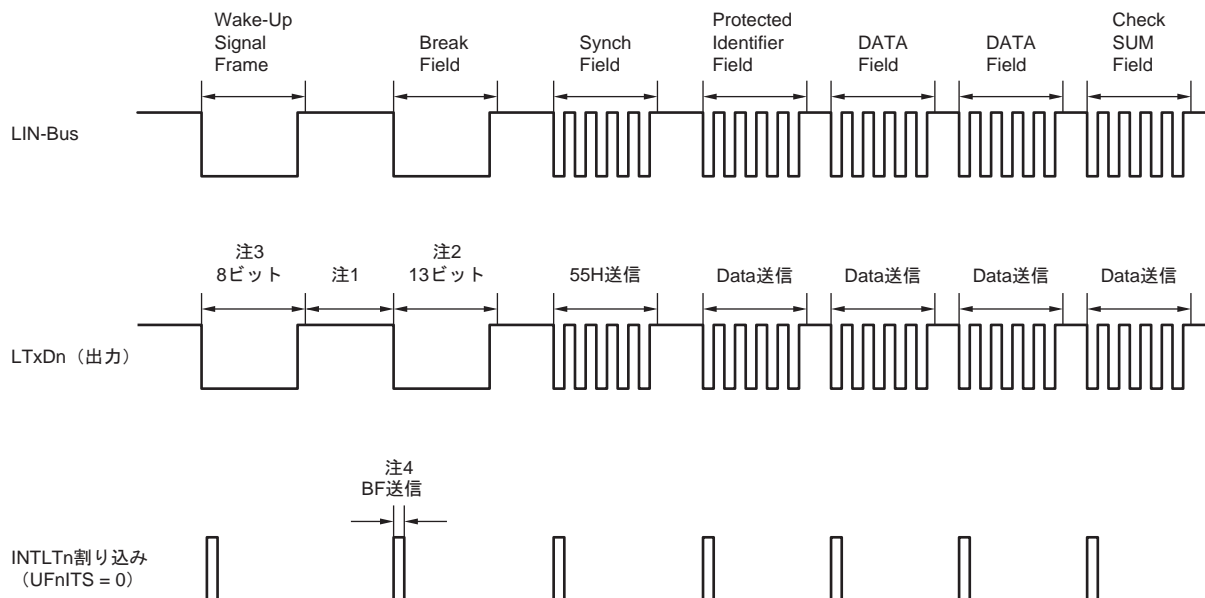 Wake-Up
Signal
Frame
Break
Field
Synch
Field
Protected
Identifier
Field
DATA
Field
DATA
Field
Check
SUM
Field
LIN-Bus
注3
8ビット
注1
注2
13ビット
55H送信
Data送信
Data送信
Data送信
Data送信
LTxDn（出力）
注4
BF送信
INTLTn割り込み
（UFnITS = 0）